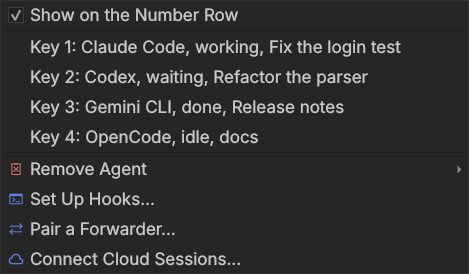 Show on the Number Row
Key 1: Claude Code, working, Fix the login test
Key 2: Codex, waiting, Refactor the parser
Key 3: Gemini CLI, done, Release notes
Key 4: OpenCode, idle, docs
Remove Agent
Set Up Hooks...
Pair a Forwarder...
Connect Cloud Sessions...